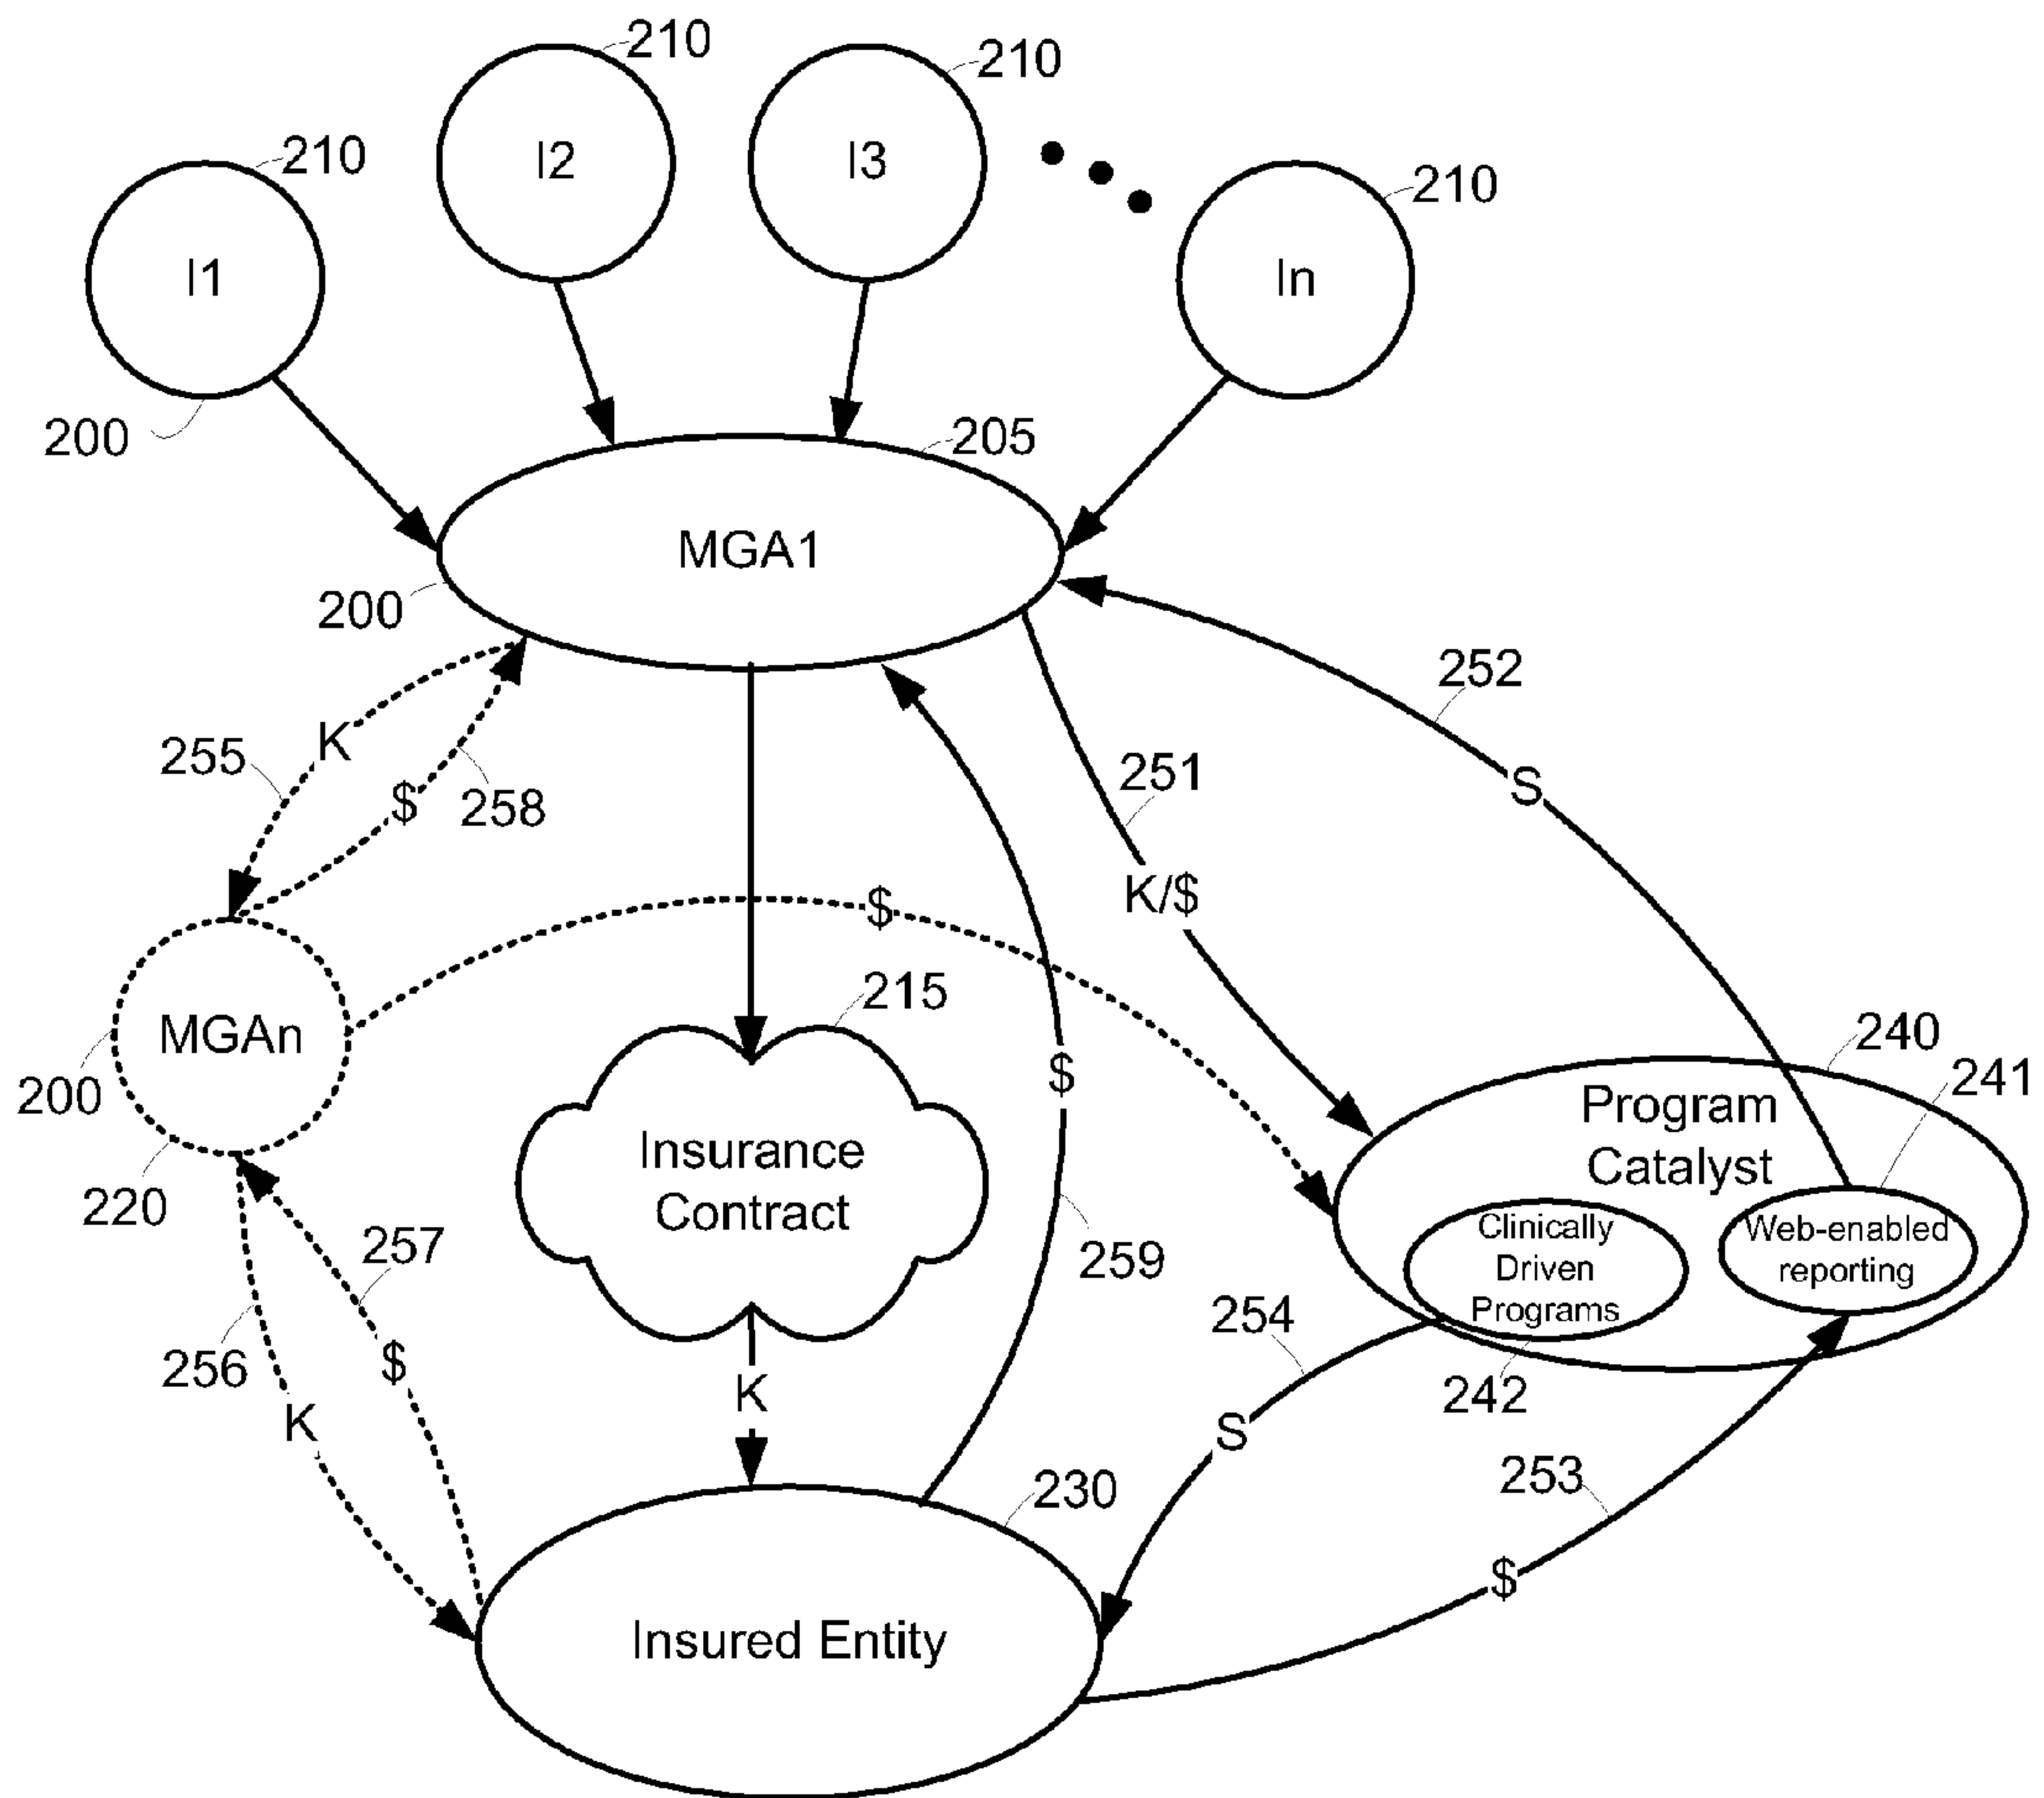 210
210
210
210
210
I2
I3
I1
In
200
205
MGA1
200
252
K
255
251
$
258
S
K/$
$
215
MGAn
240
$
241
200
Program
Catalyst
Insurance
Contract
220
Clinically
Driven
Programs
Web-enabled
reporting
257
259
254
$
256
242
K
K
S
253
230
$
Insured Entity